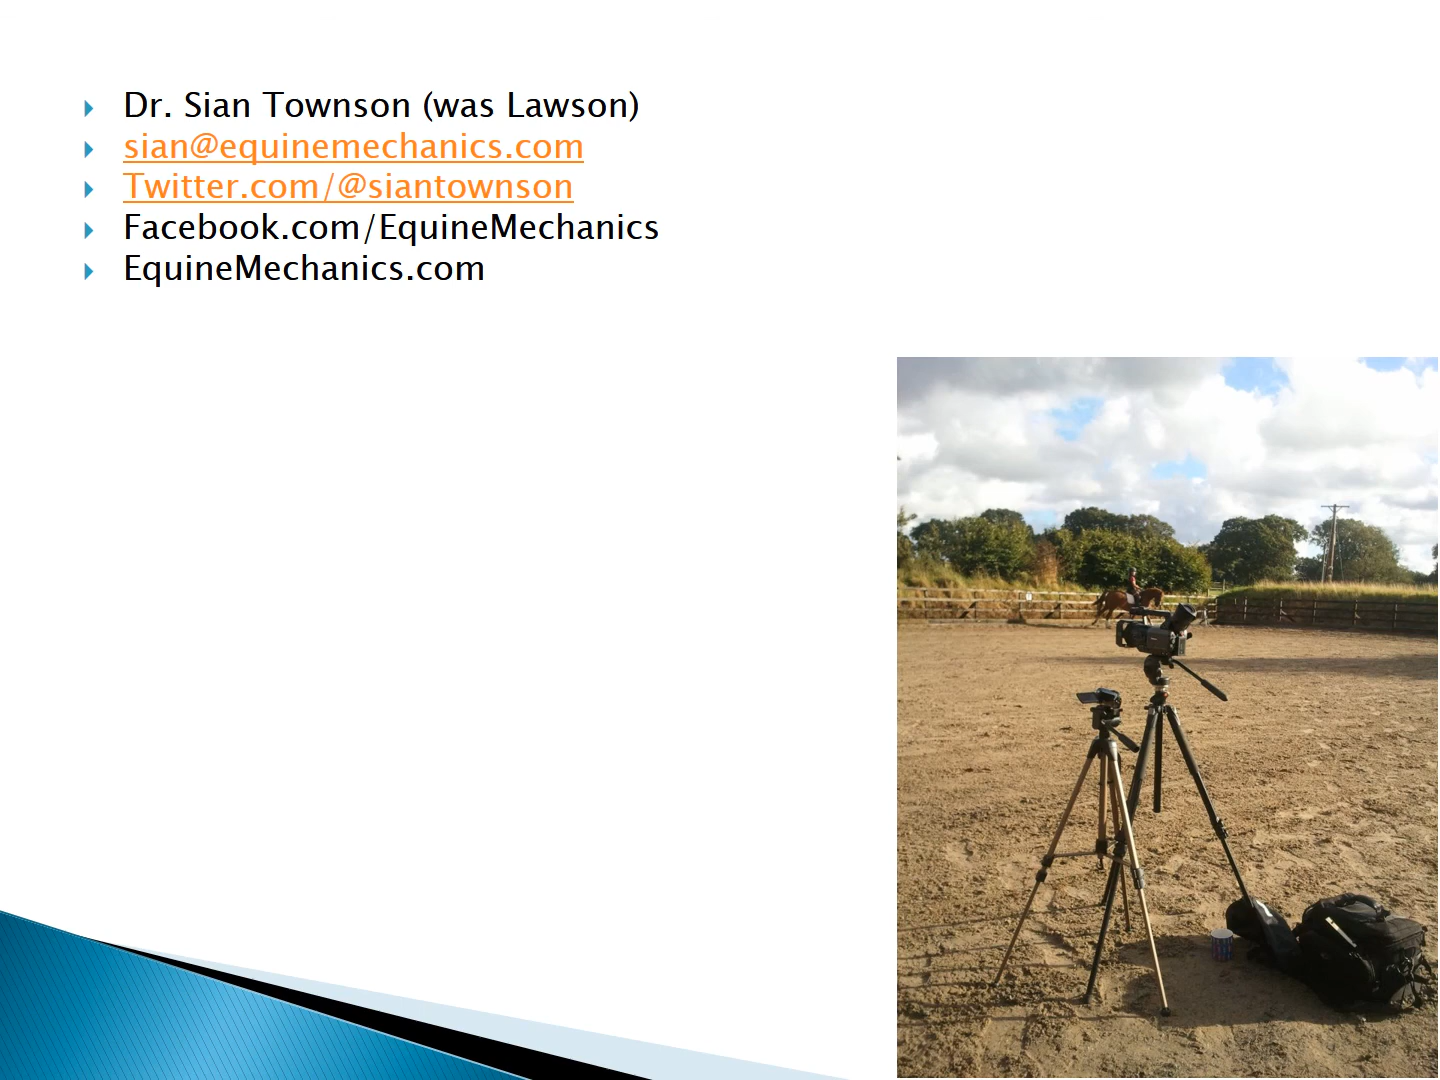 Dr. Sian Townson (was Lawson)
sian@equinemechanics.com
Twitter.com/@siantownson
Facebook.com/EquineMechanics
EquineMechanics.com